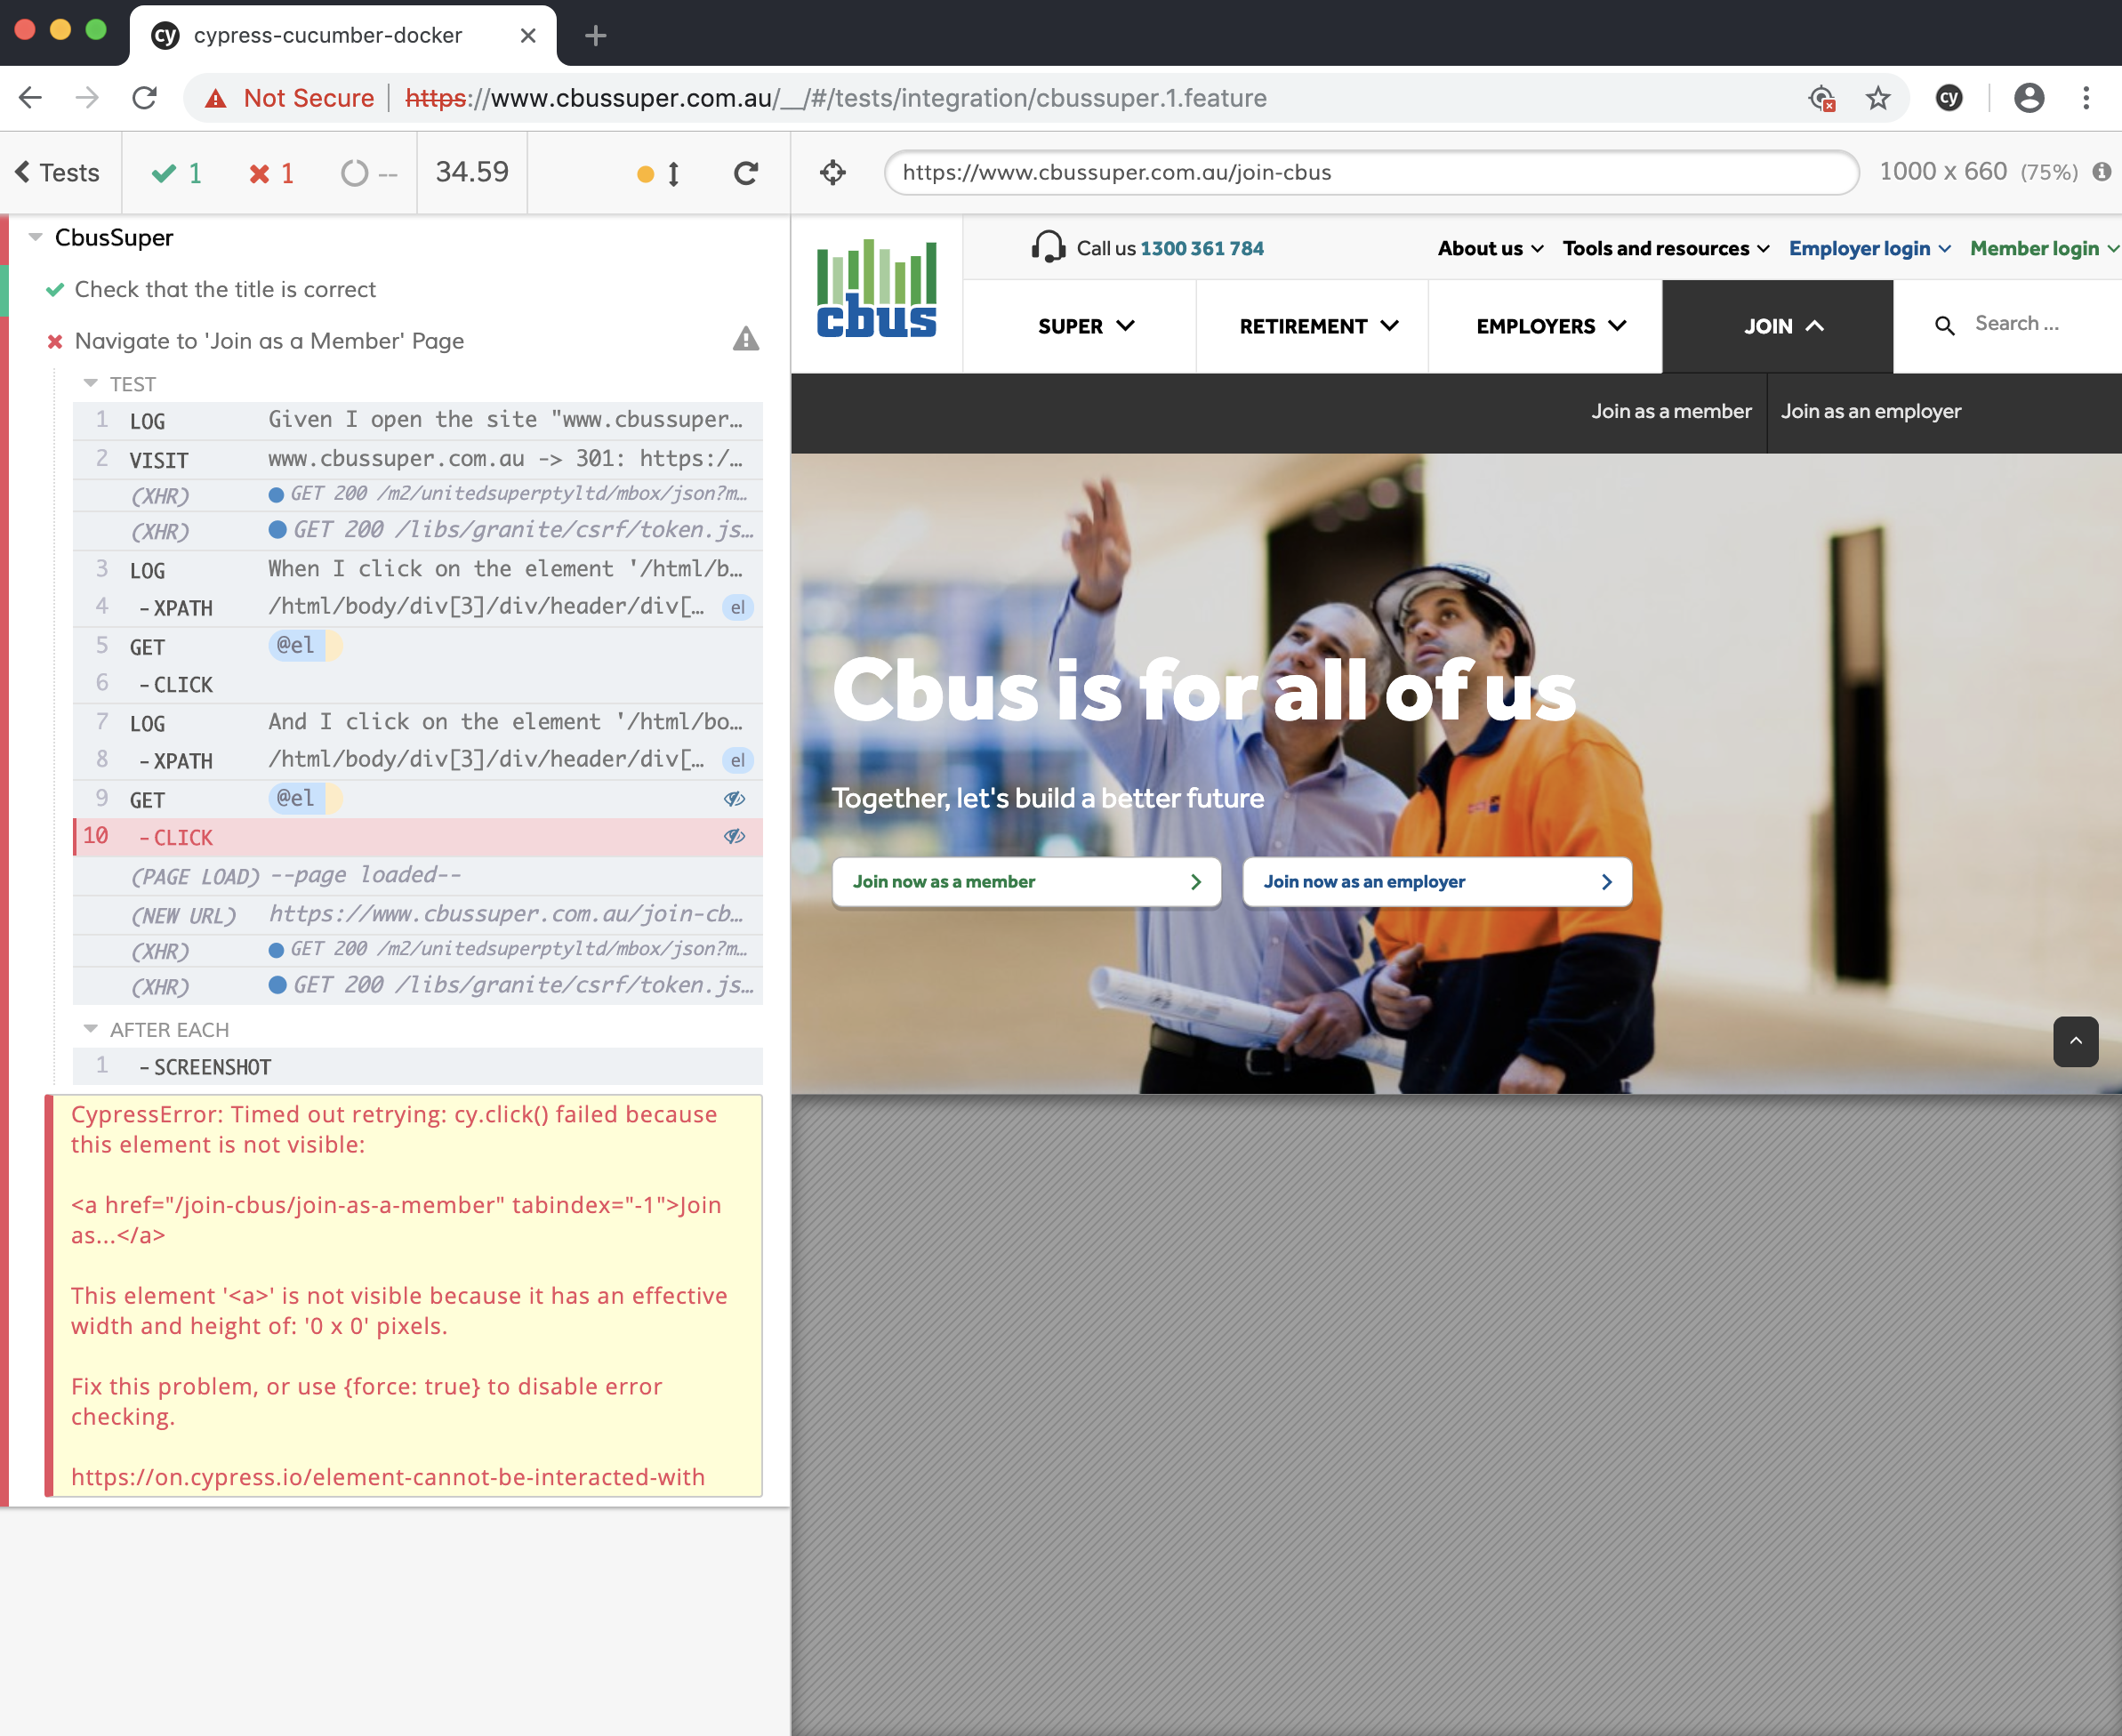 cy cypress-cucumber-docker
Not Secure | https://www.cbussuper.com.au/__/#/tests/integration/cbussuper.1.feature
cy
Tests
1
1
--
34.59
https://www.cbussuper.com.au/join-cbus
1000 x 660 (75%)
CbusSuper
Check that the title is correct
Navigate to 'Join as a Member' Page
TEST
1 LOG Given I open the site "www.cbussuper…
2 VISIT www.cbussuper.com.au -> 301: https:/…
(XHR) GET 200 /m2/unitedsuperptyltd/mbox/json?m…
(XHR) GET 200 /libs/granite/csrf/token.js…
3 LOG When I click on the element '/html/b…
4 -XPATH /html/body/div[3]/div/header/div[… el
5 GET @el
6 -CLICK
7 LOG And I click on the element '/html/bo…
8 -XPATH /html/body/div[3]/div/header/div[… el
9 GET @el
10 -CLICK
(PAGE LOAD) --page loaded--
(NEW URL) https://www.cbussuper.com.au/join-cb…
(XHR) GET 200 /m2/unitedsuperptyltd/mbox/json?m…
(XHR) GET 200 /libs/granite/csrf/token.js…
AFTER EACH
1 -SCREENSHOT
CypressError: Timed out retrying: cy.click() failed because
this element is not visible:
<a href="/join-cbus/join-as-a-member" tabindex="-1">Join
as...</a>
This element '<a>' is not visible because it has an effective
width and height of: '0 x 0' pixels.
Fix this problem, or use {force: true} to disable error
checking.
https://on.cypress.io/element-cannot-be-interacted-with
cbus
Call us 1300 361 784
About us
Tools and resources
Employer login
Member login
SUPER
RETIREMENT
EMPLOYERS
JOIN
Search ...
Join as a member
Join as an employer
Cbus is for all of us
Together, let's build a better future
Join now as a member
Join now as an employer